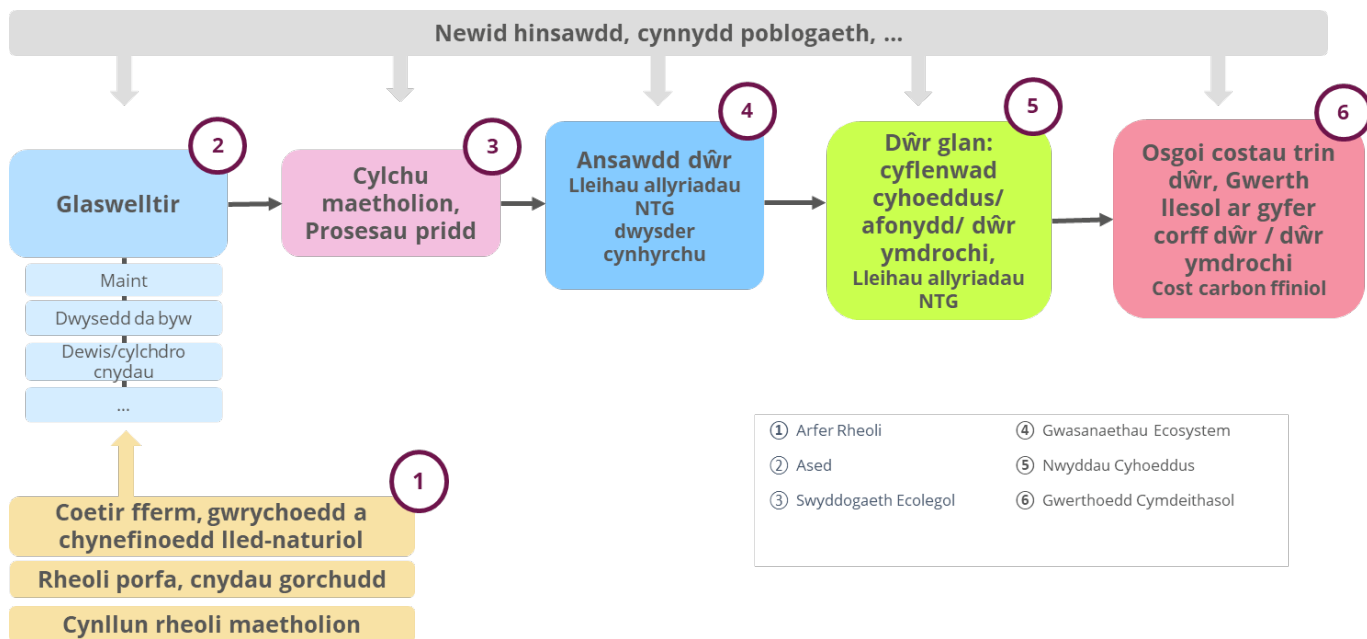 Newid hinsawdd, cynnydd poblogaeth, ...
2
Glaswelltir
Maint
Dwysedd da byw
Dewis/cylchdro
cnydau
...
1
Coetir fferm, gwrychoedd a
chynefinoedd lled-naturiol
Rheoli porfa, cnydau gorchudd
Cynllun rheoli maetholion
3
Cylchu
maetholion,
Prosesau pridd
4
Ansawdd dŵr
Lleihau allyriadau
NTG
dwysder
cynhyrchu
5
Dŵr glan:
cyflenwad
cyhoeddus/
afonydd/ dŵr
ymdrochi,
Lleihau allyriadau
NTG
6
Osgoi costau trin
dŵr, Gwerth
llesol ar gyfer
corff dŵr / dŵr
ymdrochi
Cost carbon ffiniol
① Arfer Rheoli
② Ased
③ Swyddogaeth Ecolegol
④ Gwasanaethau Ecosystem
⑤ Nwyddau Cyhoeddus
⑥ Gwerthoedd Cymdeithasol